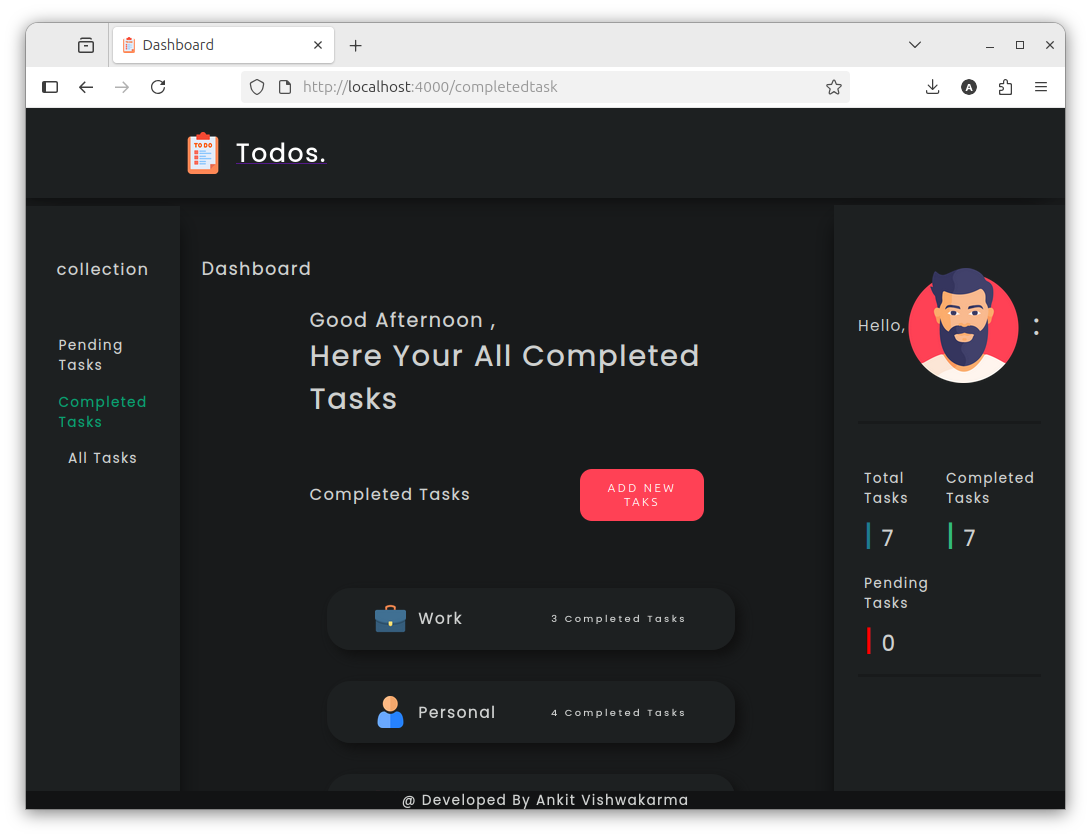 Dashboard
http://localhost:4000/completedtask
A
TO DO
Todos.
collection
Pending
Tasks
Completed
Tasks
All Tasks
Dashboard
Good Afternoon ,
Here Your All Completed
Tasks
Completed Tasks
ADD NEW
TAKS
Work
3 Completed Tasks
Personal
4 Completed Tasks
Hello,
Total
Tasks
7
Completed
Tasks
7
Pending
Tasks
0
@ Developed By Ankit Vishwakarma